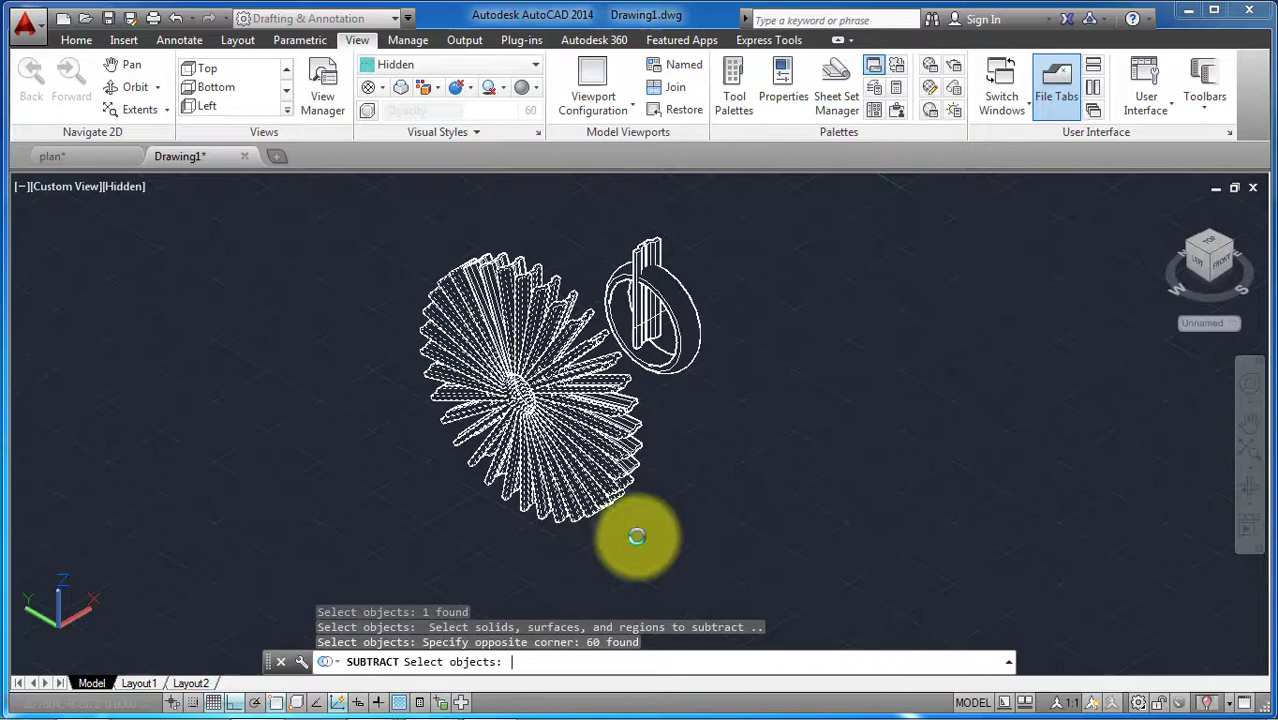 Drafting & Annotation
Autodesk AutoCAD 2014 Drawing1.dwg
Type a keyword or phrase
Sign In
Home Insert Annotate Layout Parametric View Manage Output Plug-ins Autodesk 360 Featured Apps Express Tools
Back
Forward
Pan
Orbit
Extents
Navigate 2D
Top
Bottom
Left
View
Manager
Views
Hidden
Opacity 60
Visual Styles
Viewport
Configuration
Named
Join
Restore
Model Viewports
Tool
Palettes
Properties
Sheet Set
Manager
Palettes
Switch
Windows
File Tabs
User
Interface
Toolbars
User Interface
plan*
Drawing1*
[−][Custom View][Hidden]
TOP
LEFT
FRONT
W
S
Unnamed
Z
Y
X
Select objects: 1 found
Select objects: Select solids, surfaces, and regions to subtract ..
Select objects: Specify opposite corner: 60 found
SUBTRACT Select objects:
Model Layout1 Layout2
MODEL
1:1